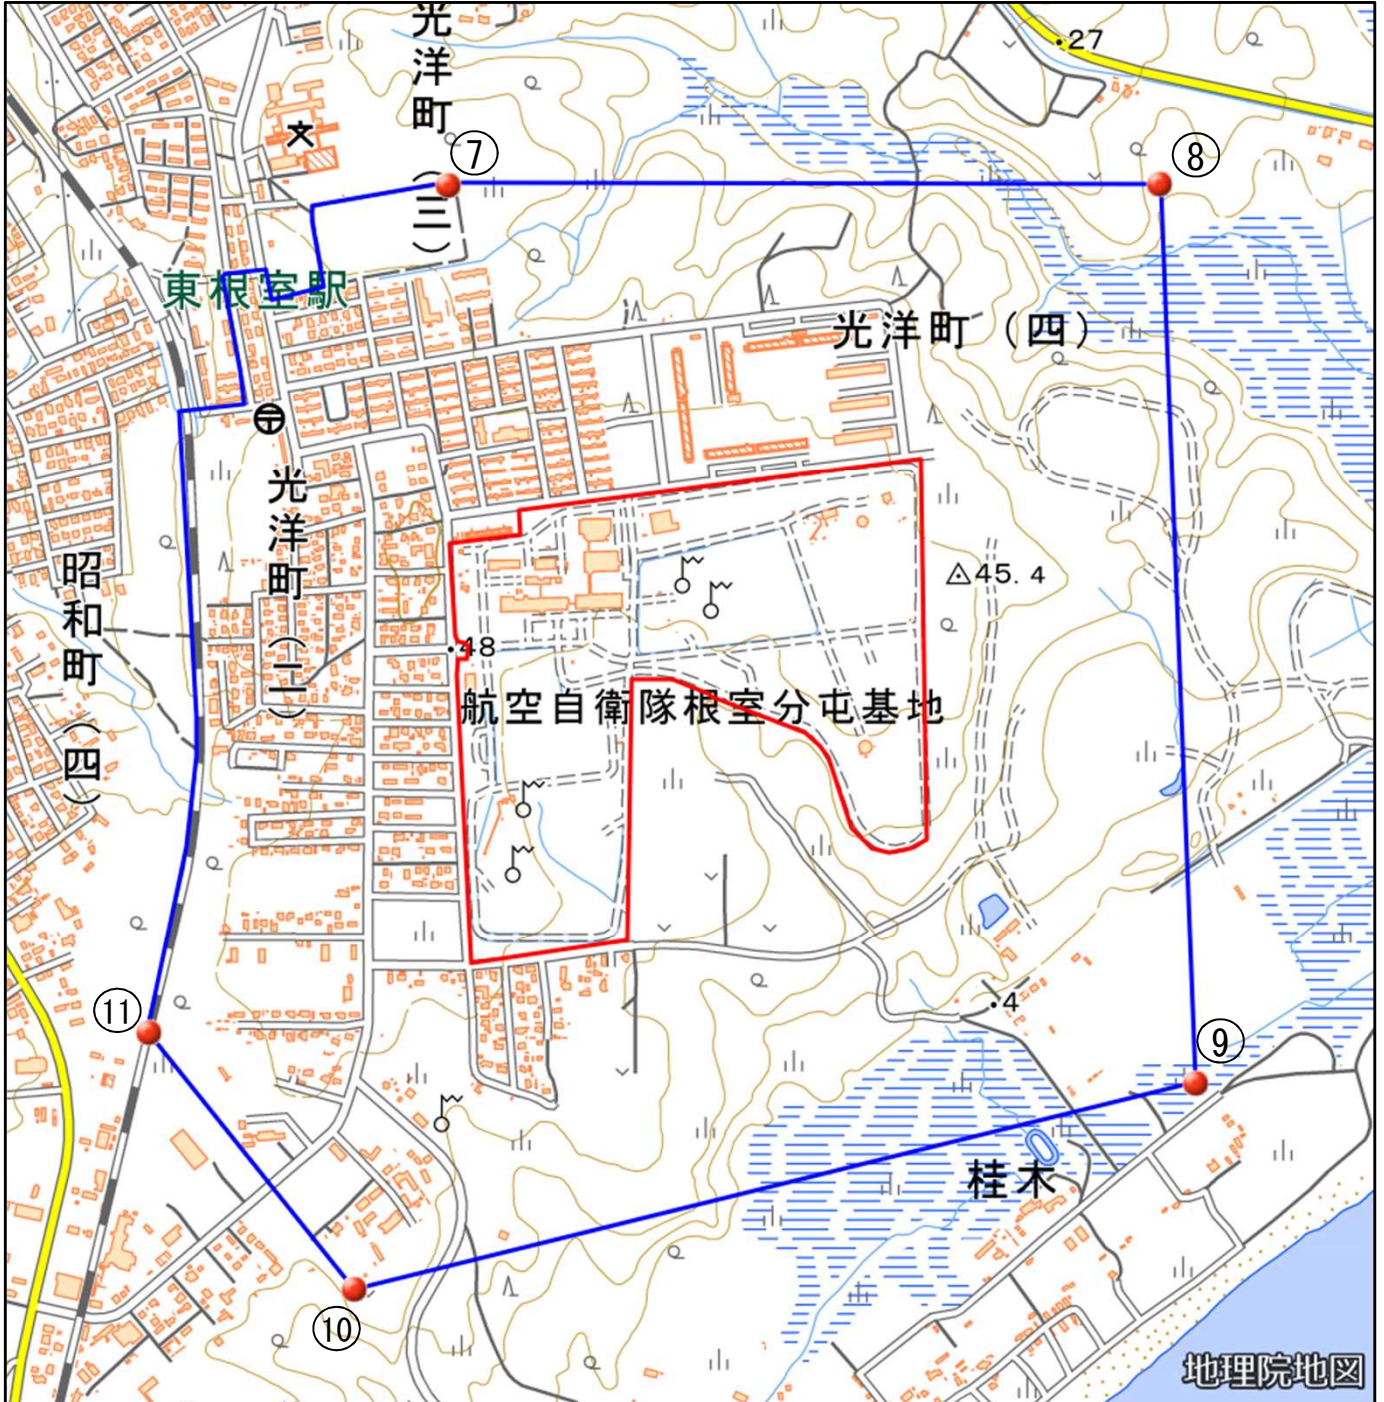 光洋町（三）
27
⑦
⑧
東根室駅
光洋町（四）
光洋町（二）
昭和町（四）
45.4
48
航空自衛隊根室分屯基地
4
⑪
⑨
桂木
⑩
地理院地図